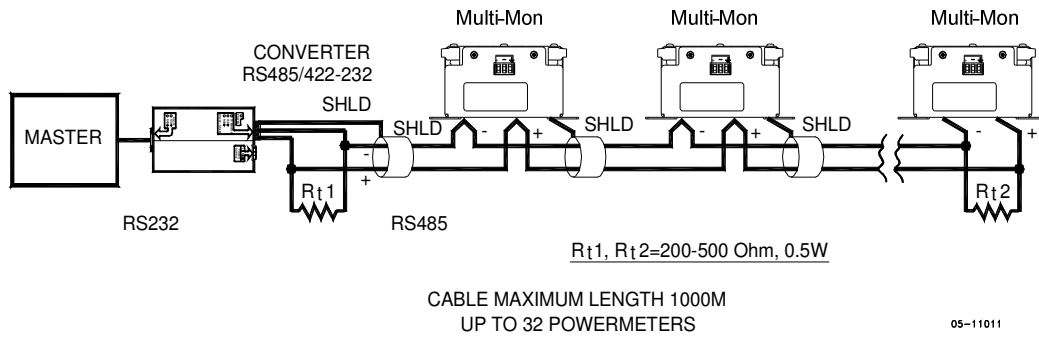 Multi-Mon
Multi-Mon
Multi-Mon
CONVERTER
RS485/422-232
SHLD
MASTER
SHLD
-
+
SHLD
-
+
SHLD
-
+
-
+
Rt1
Rt2
RS232
RS485
Rt1, Rt2=200-500 Ohm, 0.5W
CABLE MAXIMUM LENGTH 1000M
UP TO 32 POWERMETERS
05-11011